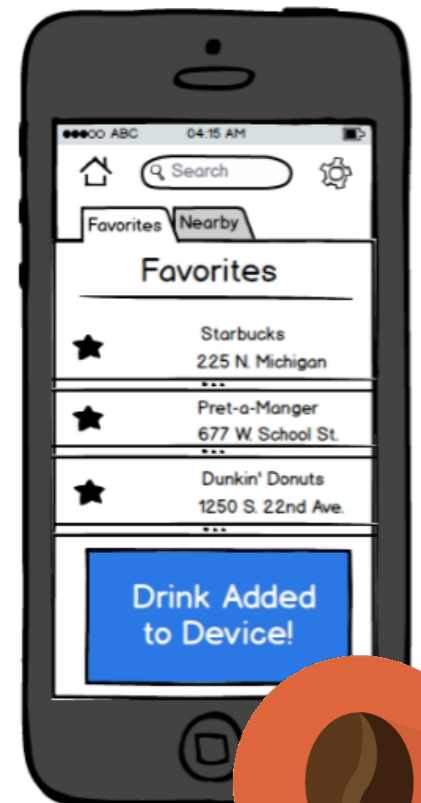 ABC 04:15 AM
Search
Favorites Nearby
Favorites
Starbucks
225 N. Michigan
Pret-a-Manger
677 W. School St.
Dunkin' Donuts
1250 S. 22nd Ave.
Drink Added
to Device!